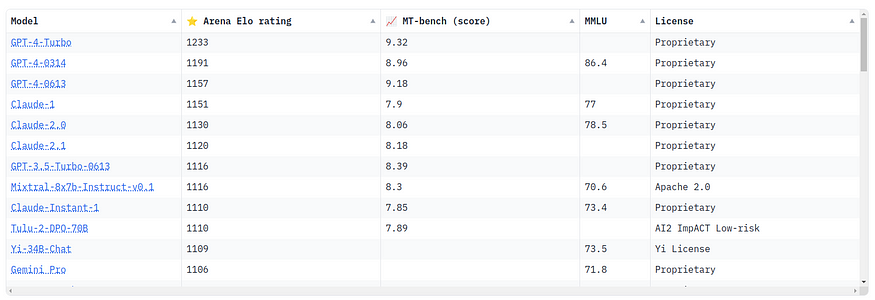 Model ⭐ Arena Elo rating 📈 MT-bench (score) MMLU License
GPT-4-Turbo 1233 9.32 Proprietary
GPT-4-0314 1191 8.96 86.4 Proprietary
GPT-4-0613 1157 9.18 Proprietary
Claude-1 1151 7.9 77 Proprietary
Claude-2.0 1130 8.06 78.5 Proprietary
Claude-2.1 1120 8.18 Proprietary
GPT-3.5-Turbo-0613 1116 8.39 Proprietary
Mixtral-8x7b-Instruct-v0.1 1116 8.3 70.6 Apache 2.0
Claude-Instant-1 1110 7.85 73.4 Proprietary
Tulu-2-DPO-70B 1110 7.89 AI2 ImpACT Low-risk
Yi-34B-Chat 1109 73.5 Yi License
Gemini Pro 1106 71.8 Proprietary